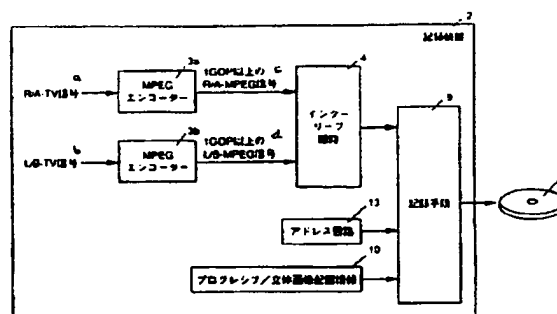 2
記録装置
a
R/A-TV信号
3a
MPEG
エンコーター
1GOP以上の c
R/A-MPEG信号
4
インター
リーブ
回路
b
L/B-TV信号
3b
MPEG
エンコーター
1GOP以上の d
L/B-MPEG信号
9
記録手段
13
アドレス回路
10
プログレシブ/立体画像配置情報